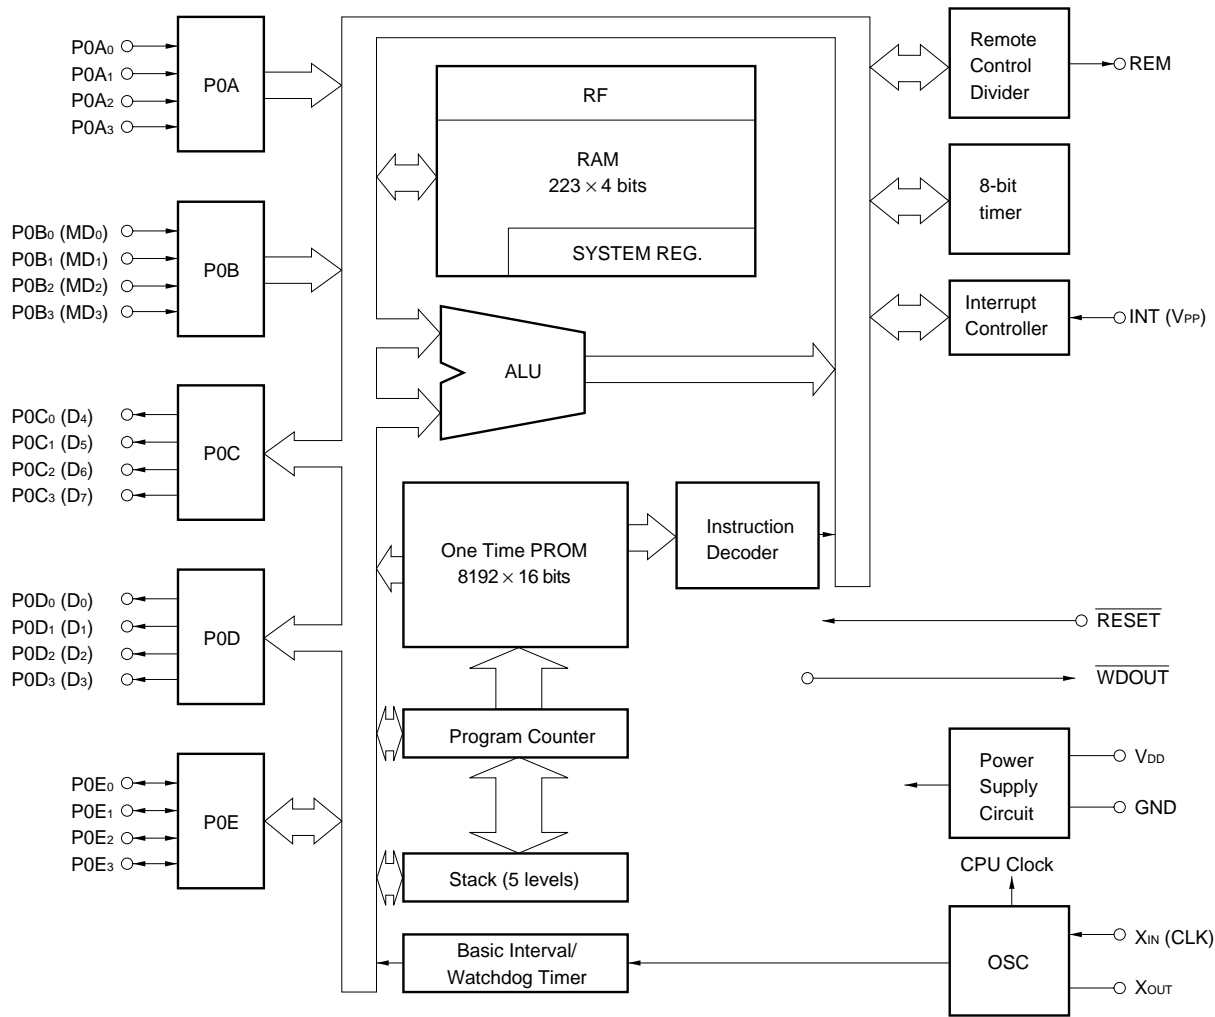 P0A0
P0A1
P0A2
P0A3
P0A
P0B0 (MD0)
P0B1 (MD1)
P0B2 (MD2)
P0B3 (MD3)
P0B
P0C0 (D4)
P0C1 (D5)
P0C2 (D6)
P0C3 (D7)
P0C
P0D0 (D0)
P0D1 (D1)
P0D2 (D2)
P0D3 (D3)
P0D
P0E0
P0E1
P0E2
P0E3
P0E
RF
RAM
223 × 4 bits
SYSTEM REG.
ALU
One Time PROM
8192 × 16 bits
Instruction
Decoder
Program Counter
Stack (5 levels)
Basic Interval/
Watchdog Timer
Remote
Control
Divider
REM
8-bit
timer
Interrupt
Controller
INT (VPP)
RESET
WDOUT
Power
Supply
Circuit
VDD
GND
CPU Clock
OSC
XIN (CLK)
XOUT